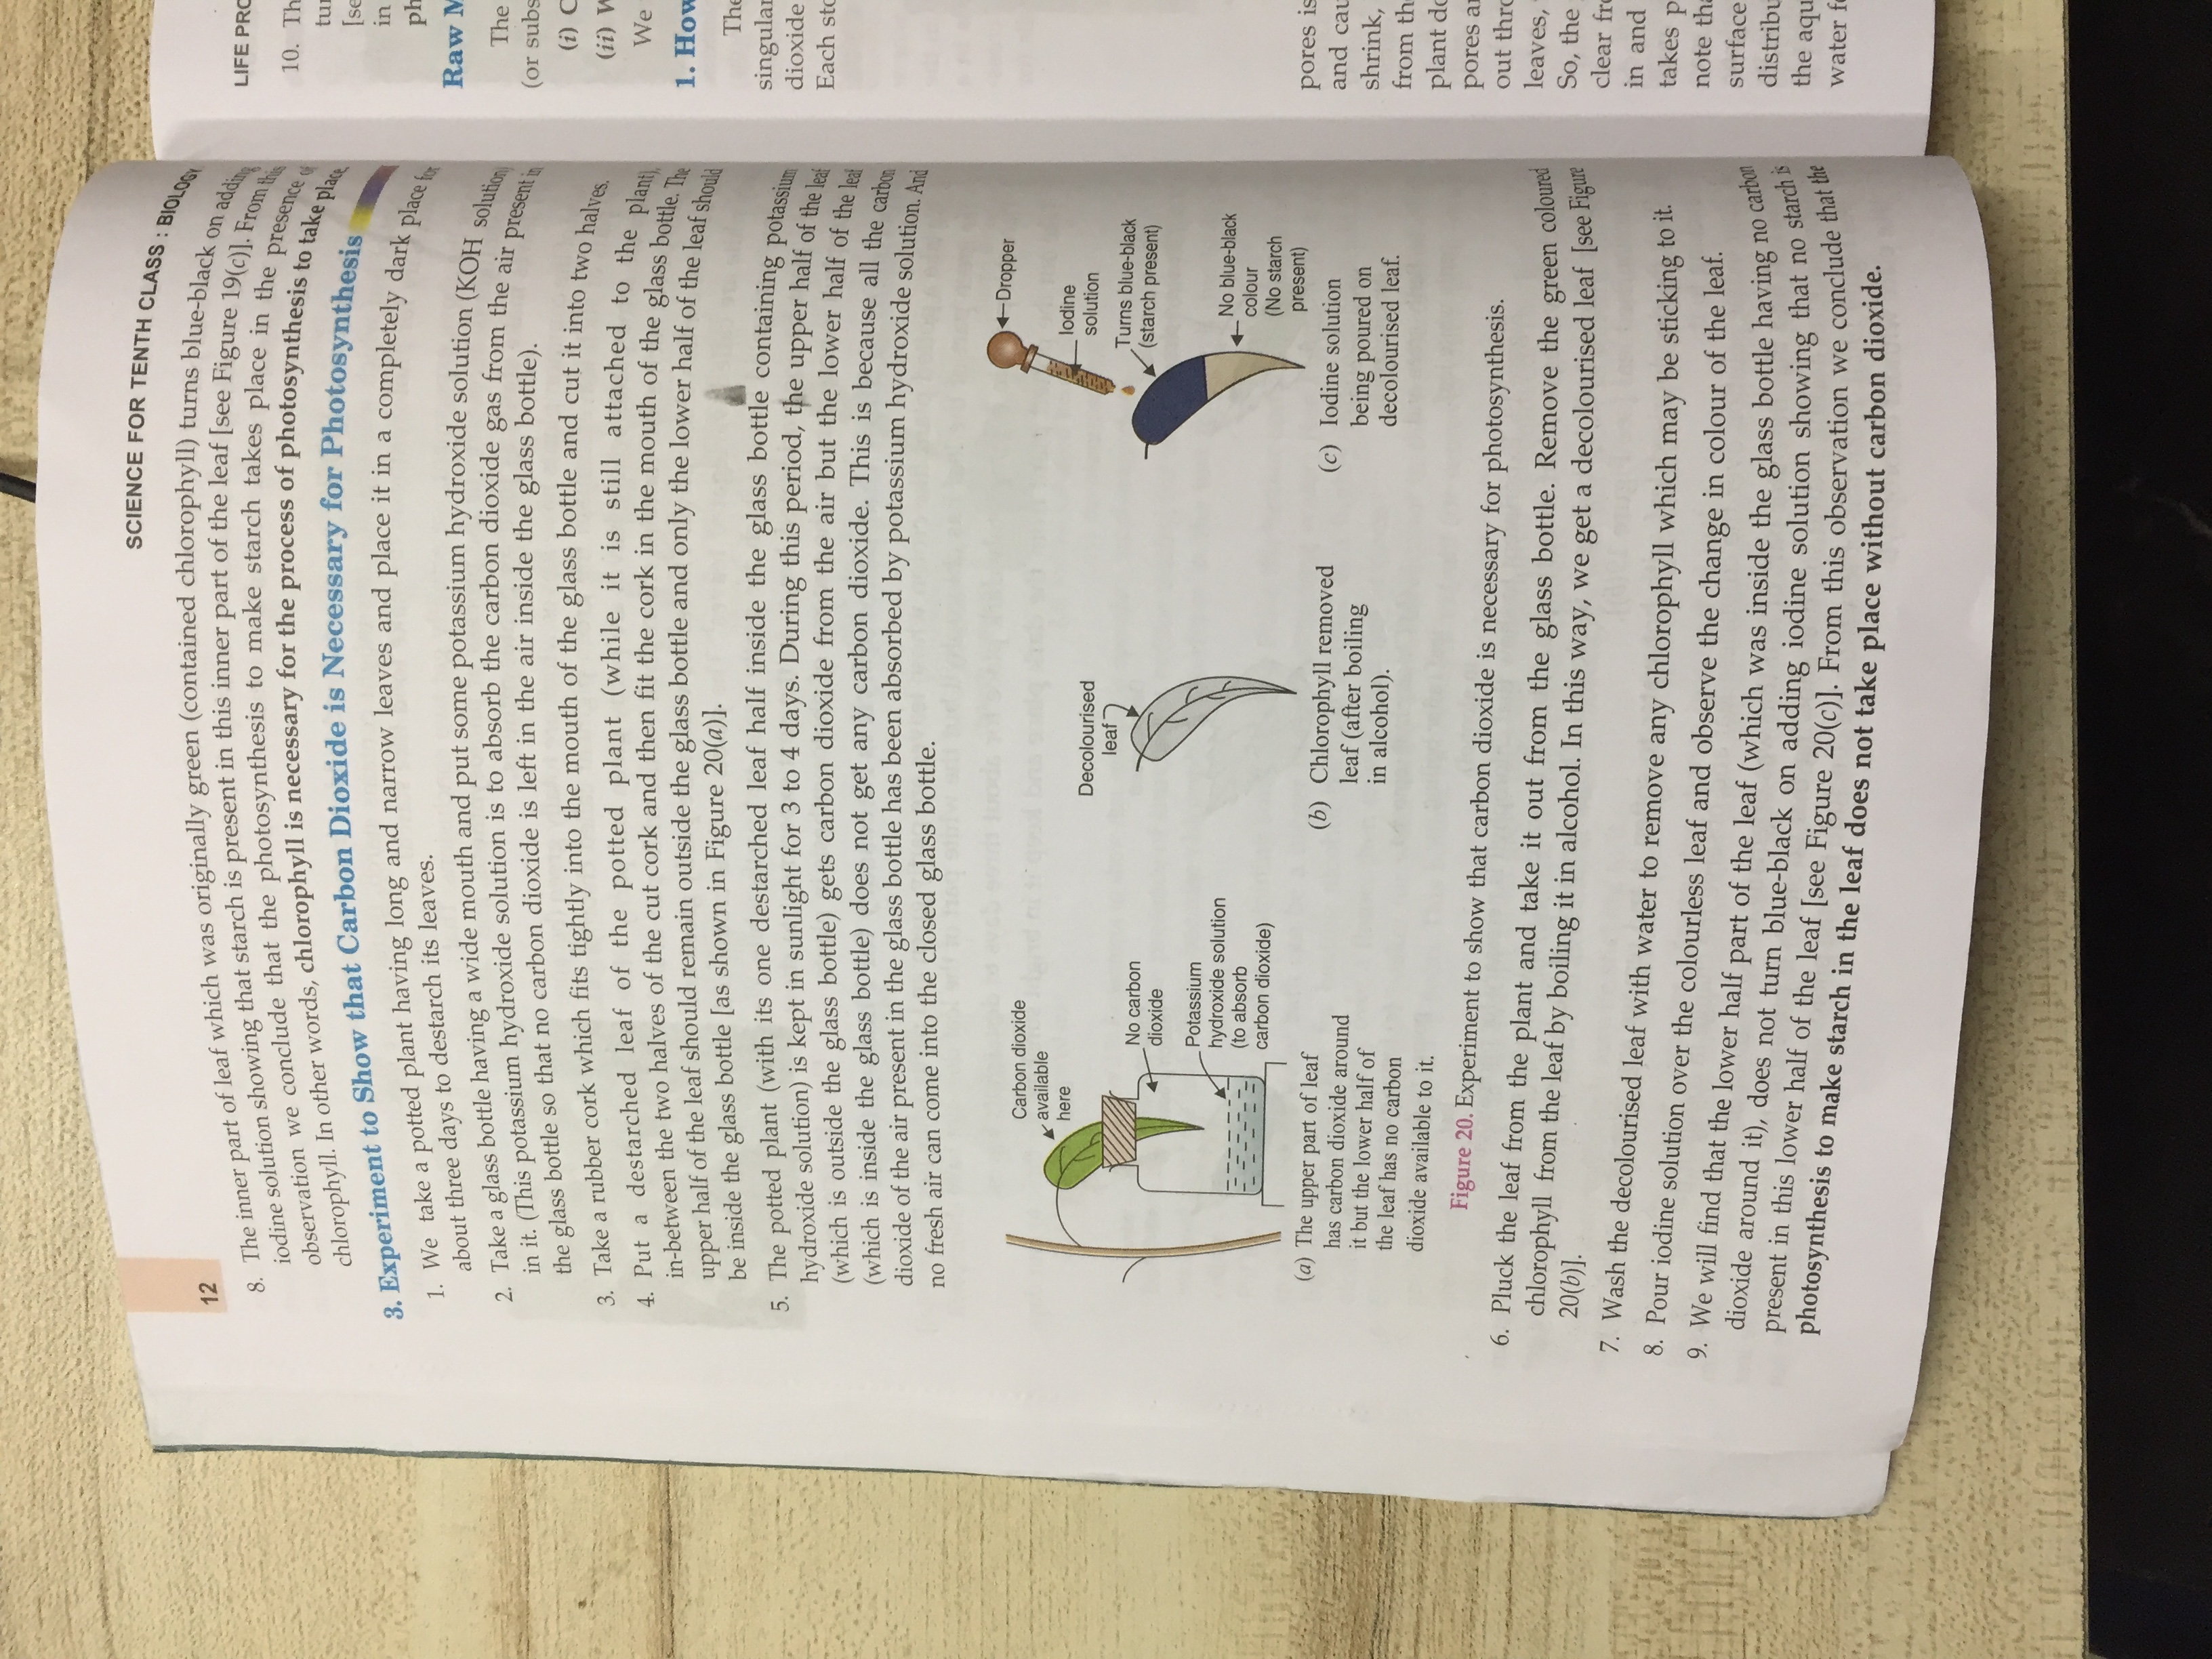 SCIENCE FOR TENTH CLASS : BIOLOGY
12
8. The inner part of leaf which was originally green (contained chlorophyll) turns blue-black on adding
iodine solution showing that starch is present in this inner part of the leaf [see Figure 19(c)]. From this
observation we conclude that the photosynthesis to make starch takes place in the presence of
chlorophyll. In other words, chlorophyll is necessary for the process of photosynthesis to take place.
3. Experiment to Show that Carbon Dioxide is Necessary for Photosynthesis
1. We take a potted plant having long and narrow leaves and place it in a completely dark place for
about three days to destarch its leaves.
2. Take a glass bottle having a wide mouth and put some potassium hydroxide solution (KOH solution)
in it. (This potassium hydroxide solution is to absorb the carbon dioxide gas from the air present in
the glass bottle so that no carbon dioxide is left in the air inside the glass bottle).
3. Take a rubber cork which fits tightly into the mouth of the glass bottle and cut it into two halves.
4. Put a destarched leaf of the potted plant (while it is still attached to the plant),
in-between the two halves of the cut cork and then fit the cork in the mouth of the glass bottle. The
upper half of the leaf should remain outside the glass bottle and only the lower half of the leaf should
be inside the glass bottle [as shown in Figure 20(a)].
5. The potted plant (with its one destarched leaf half inside the glass bottle containing potassium
hydroxide solution) is kept in sunlight for 3 to 4 days. During this period, the upper half of the leaf
(which is outside the glass bottle) gets carbon dioxide from the air but the lower half of the leaf
(which is inside the glass bottle) does not get any carbon dioxide. This is because all the carbon
dioxide of the air present in the glass bottle has been absorbed by potassium hydroxide solution. And
no fresh air can come into the closed glass bottle.
Carbon dioxide
available
here
No carbon
dioxide
Potassium
hydroxide solution
(to absorb
carbon dioxide)
(a) The upper part of leaf
has carbon dioxide around
it but the lower half of
the leaf has no carbon
dioxide available to it.
Decolourised
leaf
(b) Chlorophyll removed
leaf (after boiling
in alcohol).
Dropper
Iodine
solution
Turns blue-black
(starch present)
No blue-black
colour
(No starch
present)
(c) Iodine solution
being poured on
decolourised leaf.
Figure 20. Experiment to show that carbon dioxide is necessary for photosynthesis.
6. Pluck the leaf from the plant and take it out from the glass bottle. Remove the green coloured
chlorophyll from the leaf by boiling it in alcohol. In this way, we get a decolourised leaf [see Figure
20(b)].
7. Wash the decolourised leaf with water to remove any chlorophyll which may be sticking to it.
8. Pour iodine solution over the colourless leaf and observe the change in colour of the leaf.
9. We will find that the lower half part of the leaf (which was inside the glass bottle having no carbon
dioxide around it), does not turn blue-black on adding iodine solution showing that no starch is
present in this lower half of the leaf [see Figure 20(c)]. From this observation we conclude that the
photosynthesis to make starch in the leaf does not take place without carbon dioxide.
LIFE PRO
10. Th
tur
[se
in
ph
Raw M
The
(or subs
(i) C
(ii) W
We
1. How
The
singular
dioxide
Each sto
pores is
and cau
shrink,
from th
plant do
pores ar
out thro
leaves,
So, the
clear fro
in and
takes p
note tha
surface
distribu
the aqu
water fo